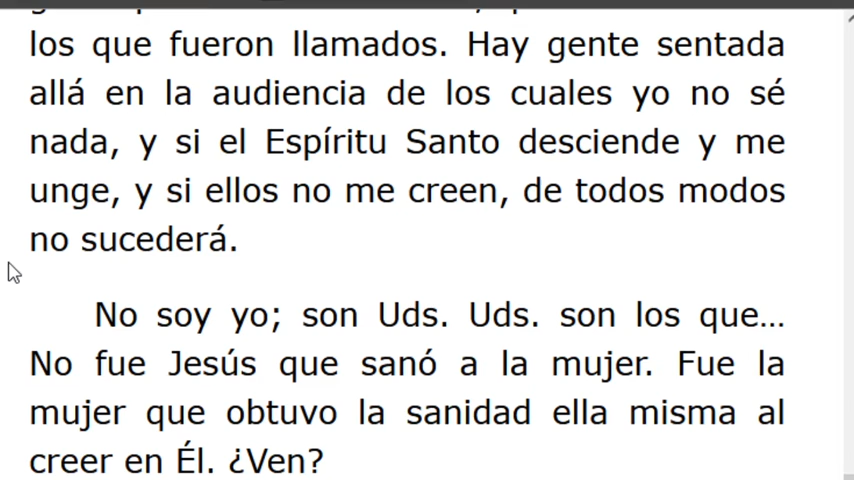 los que fueron llamados. Hay gente sentada
allá en la audiencia de los cuales yo no sé
nada, y si el Espíritu Santo desciende y me
unge, y si ellos no me creen, de todos modos
no sucederá.
No soy yo; son Uds. Uds. son los que...
No fue Jesús que sanó a la mujer. Fue la
mujer que obtuvo la sanidad ella misma al
creer en Él. ¿Ven?